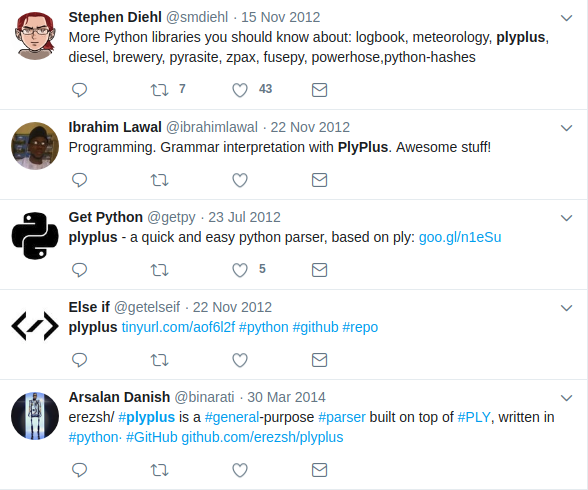 Stephen Diehl @smdiehl · 15 Nov 2012
More Python libraries you should know about: logbook, meteorology, plyplus,
diesel, brewery, pyrasite, zpax, fusepy, powerhose,python-hashes
7 43
Ibrahim Lawal @ibrahimlawal · 22 Nov 2012
Programming. Grammar interpretation with PlyPlus. Awesome stuff!
Get Python @getpy · 23 Jul 2012
plyplus - a quick and easy python parser, based on ply: goo.gl/n1eSu
5
Else if @getelseif · 22 Nov 2012
plyplus tinyurl.com/aof6l2f #python #github #repo
Arsalan Danish @binarati · 30 Mar 2014
erezsh/ #plyplus is a #general-purpose #parser built on top of #PLY, written in
#python· #GitHub github.com/erezsh/plyplus